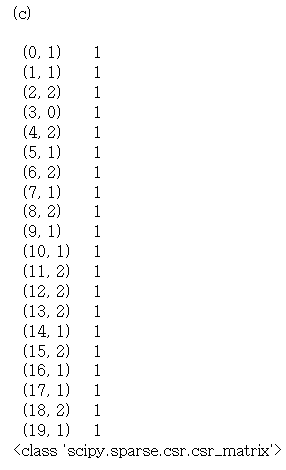 (c)
(0, 1) 1
(1, 1) 1
(2, 2) 1
(3, 0) 1
(4, 2) 1
(5, 1) 1
(6, 2) 1
(7, 1) 1
(8, 2) 1
(9, 1) 1
(10, 1) 1
(11, 2) 1
(12, 2) 1
(13, 2) 1
(14, 1) 1
(15, 2) 1
(16, 1) 1
(17, 1) 1
(18, 2) 1
(19, 1) 1
<class 'scipy.sparse.csr.csr_matrix'>